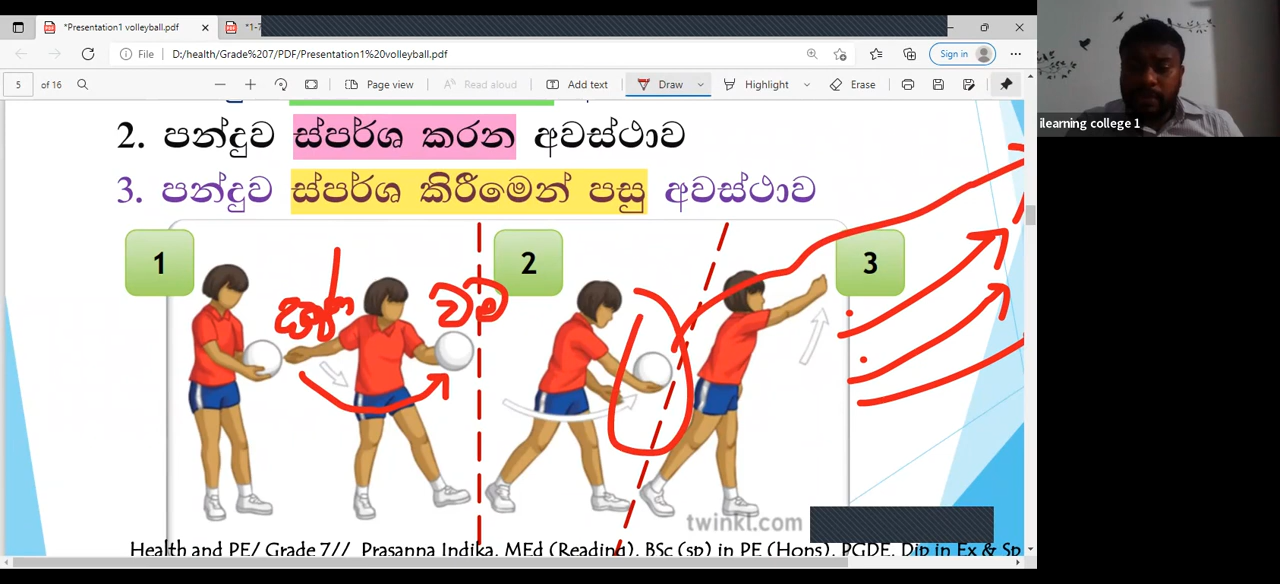 *Presentation1 volleyball.pdf
*1-7
File D:/health/Grade%207/PDF/Presentation1%20volleyball.pdf Sign in
5 of 16 Page view Read aloud Add text Draw Highlight Erase
ilearning college 1
2. පන්දුව ස්පර්ශ කරන අවස්ථාව
3. පන්දුව ස්පර්ශ කිරීමෙන් පසු අවස්ථාව
1 2 3
වම
twinkl.com
Health and PE/ Grade 7// Prasanna Indika. MEd (Reading). BSc (sp) in PE (Hons). PGDE. Dip in Ex & Sp